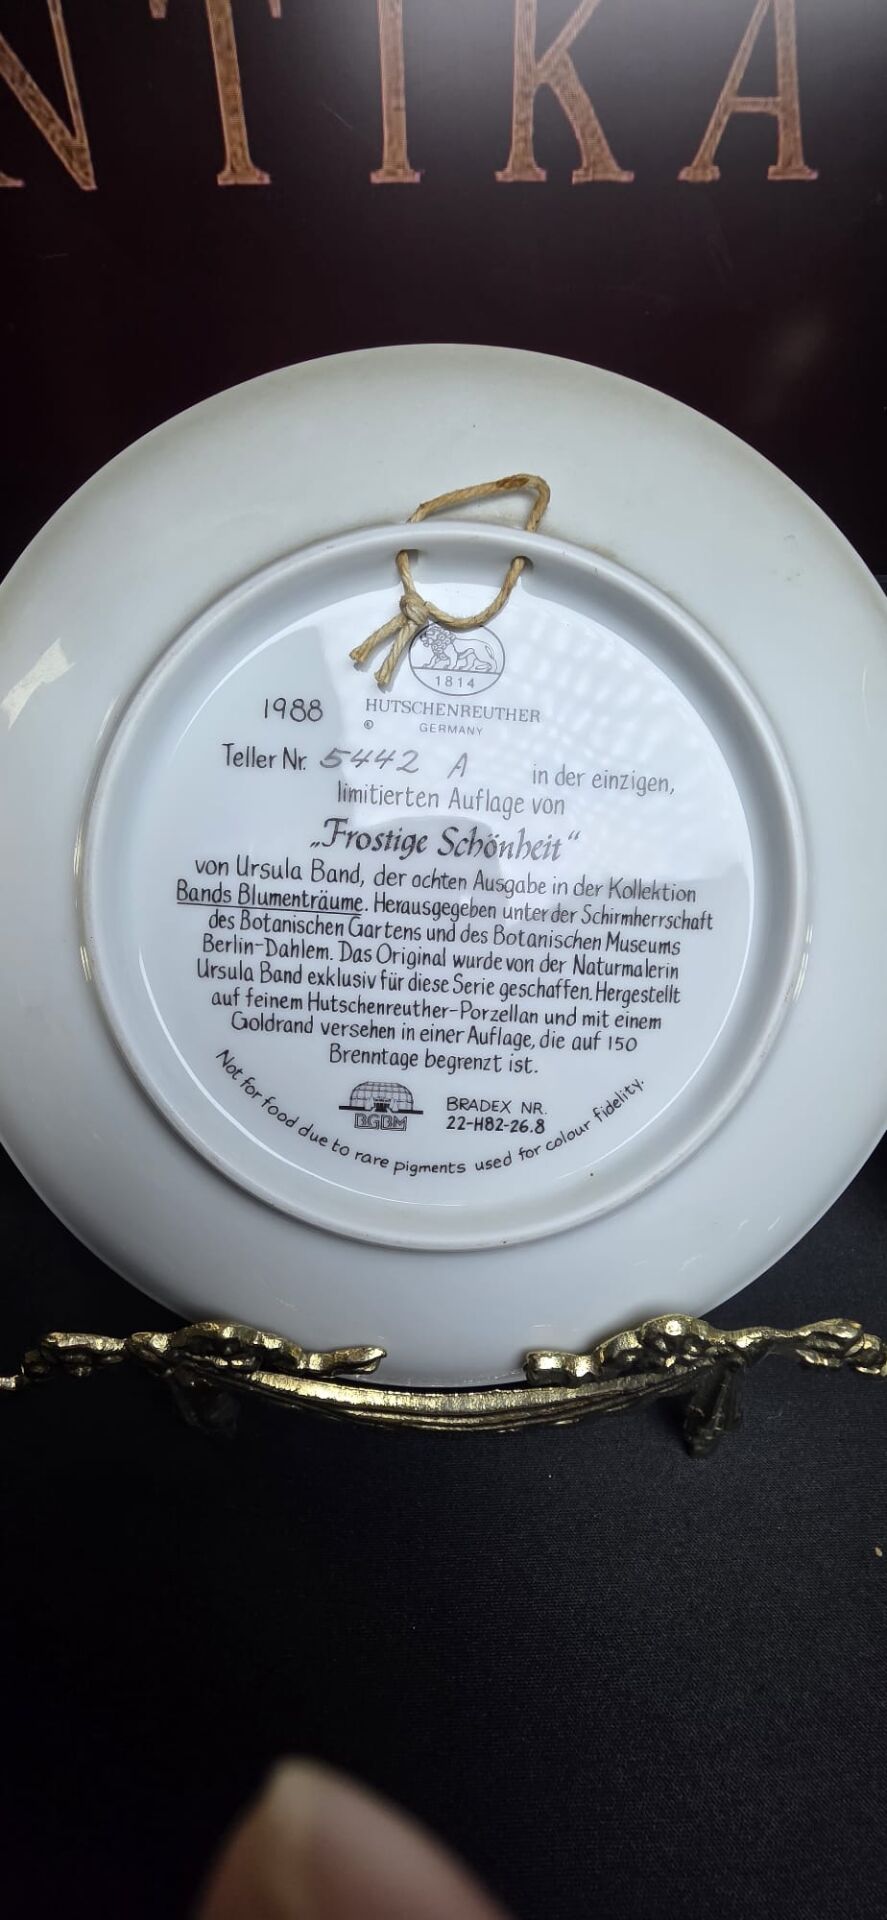 NTIKA
1814
1988
HUTSCHENREUTHER
© GERMANY
Teller Nr. 5442 A in der einzigen,
limitierten Auflage von
„Frostige Schönheit“
von Ursula Band, der achten Ausgabe in der Kollektion
Bands Blumenträume. Herausgegeben unter der Schirmherrschaft
des Botanischen Gartens und des Botanischen Museums
Berlin-Dahlem. Das Original wurde von der Naturmalerin
Ursula Band exklusiv für diese Serie geschaffen. Hergestellt
auf feinem Hutschenreuther-Porzellan und mit einem
Goldrand versehen in einer Auflage, die auf 150
Brenntage begrenzt ist.
BGBM
BRADEX NR.
22-H82-26.8
Not for food due to rare pigments used for colour fidelity.